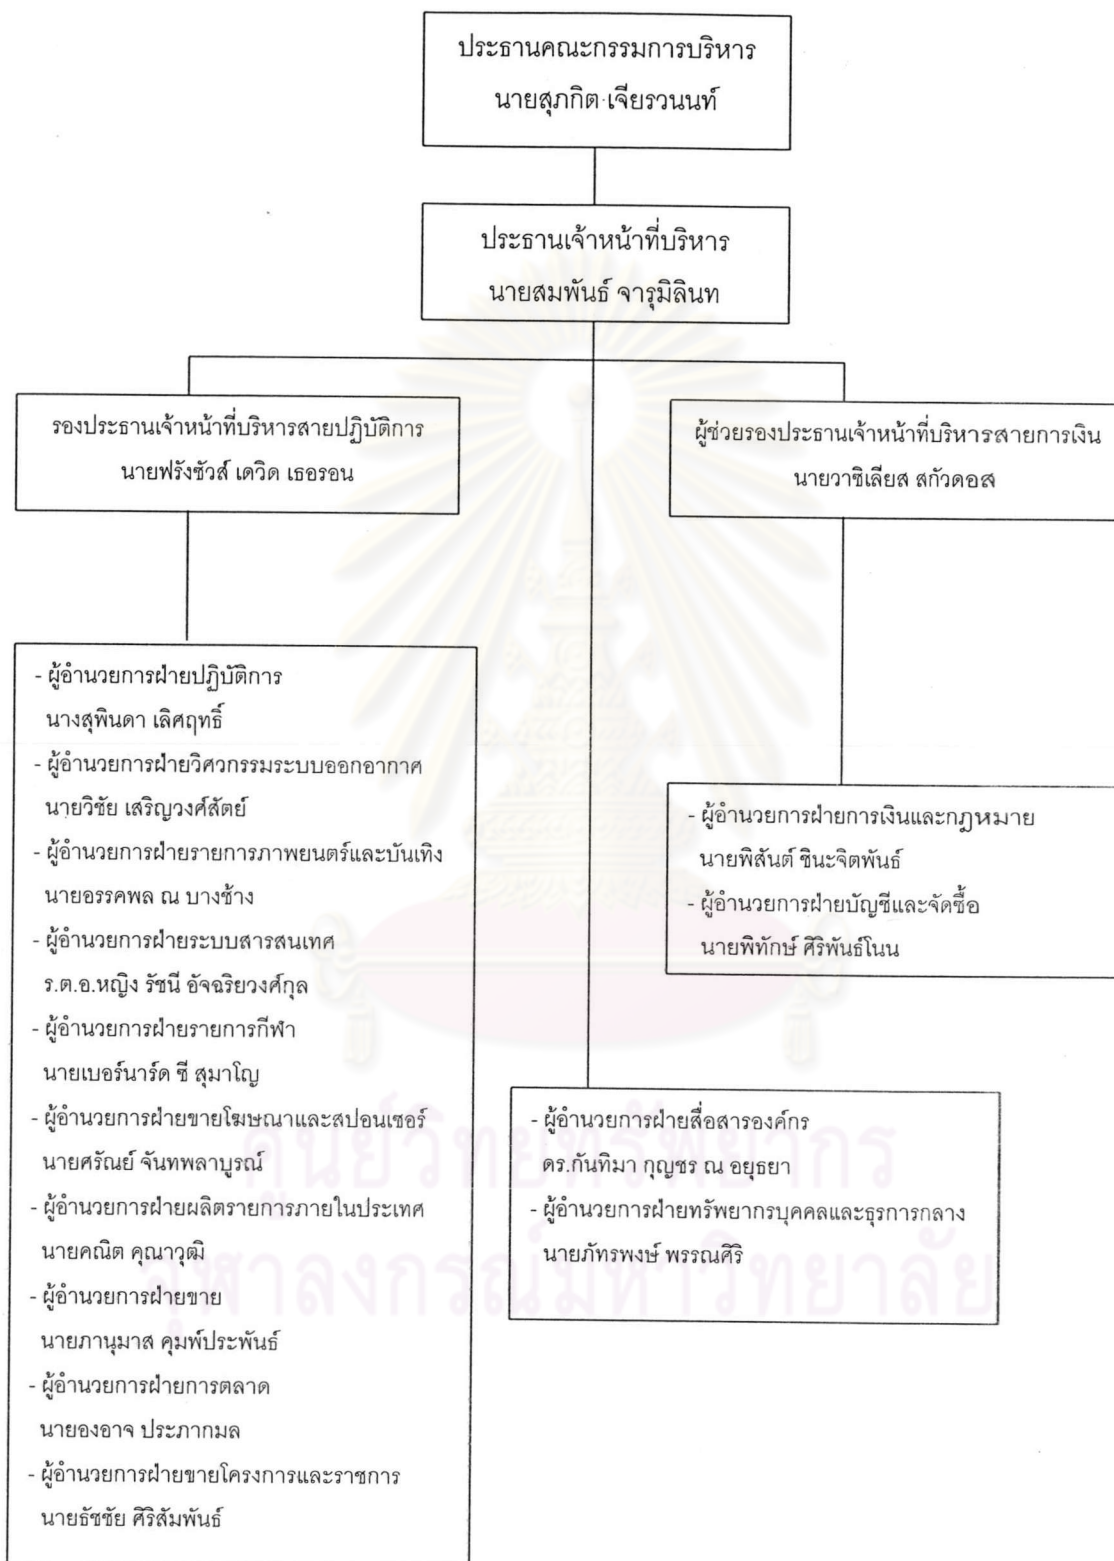 ประธานคณะกรรมการบริหาร
นายสุภกิต เจียรวนนท์
ประธานเจ้าหน้าที่บริหาร
นายสมพันธ์ จารุมิลินท
รองประธานเจ้าหน้าที่บริหารสายปฏิบัติการ
นายฟรังซัวส์ เดวิด เธอรอน
ผู้ช่วยรองประธานเจ้าหน้าที่บริหารสายการเงิน
นายวาซิเลียส สกัวดอส
- ผู้อำนวยการฝ่ายปฏิบัติการ
นางสุพินดา เลิศฤทธิ์
- ผู้อำนวยการฝ่ายวิศวกรรมระบบออกอากาศ
นายวิชัย เสริญวงศ์สัตย์
- ผู้อำนวยการฝ่ายรายการภาพยนตร์และบันเทิง
นายอรรคพล ณ บางช้าง
- ผู้อำนวยการฝ่ายระบบสารสนเทศ
ร.ต.อ.หญิง รัชนี อัจฉริยวงศ์กุล
- ผู้อำนวยการฝ่ายรายการกีฬา
นายเบอร์นาร์ด ซี สุมาโญ
- ผู้อำนวยการฝ่ายขายโฆษณาและสปอนเซอร์
นายศรัณย์ จันทพลาบูรณ์
- ผู้อำนวยการฝ่ายผลิตรายการภายในประเทศ
นายคณิต คุณาวุฒิ
- ผู้อำนวยการฝ่ายขาย
นายภานุมาส คุมพ์ประพันธ์
- ผู้อำนวยการฝ่ายการตลาด
นายองอาจ ประภากมล
- ผู้อำนวยการฝ่ายขายโครงการและราชการ
นายธัชชัย ศิริสัมพันธ์
- ผู้อำนวยการฝ่ายการเงินและกฎหมาย
นายพิสันต์ ชินะจิตพันธ์
- ผู้อำนวยการฝ่ายบัญชีและจัดซื้อ
นายพิทักษ์ ศิริพันธ์โนน
- ผู้อำนวยการฝ่ายสื่อสารองค์กร
ดร.กันทิมา กุญชร ณ อยุธยา
- ผู้อำนวยการฝ่ายทรัพยากรบุคคลและธุรการกลาง
นายภัทรพงษ์ พรรณศิริ
ศูนย์วิทยทรัพยากร
จุฬาลงกรณ์มหาวิทยาลัย